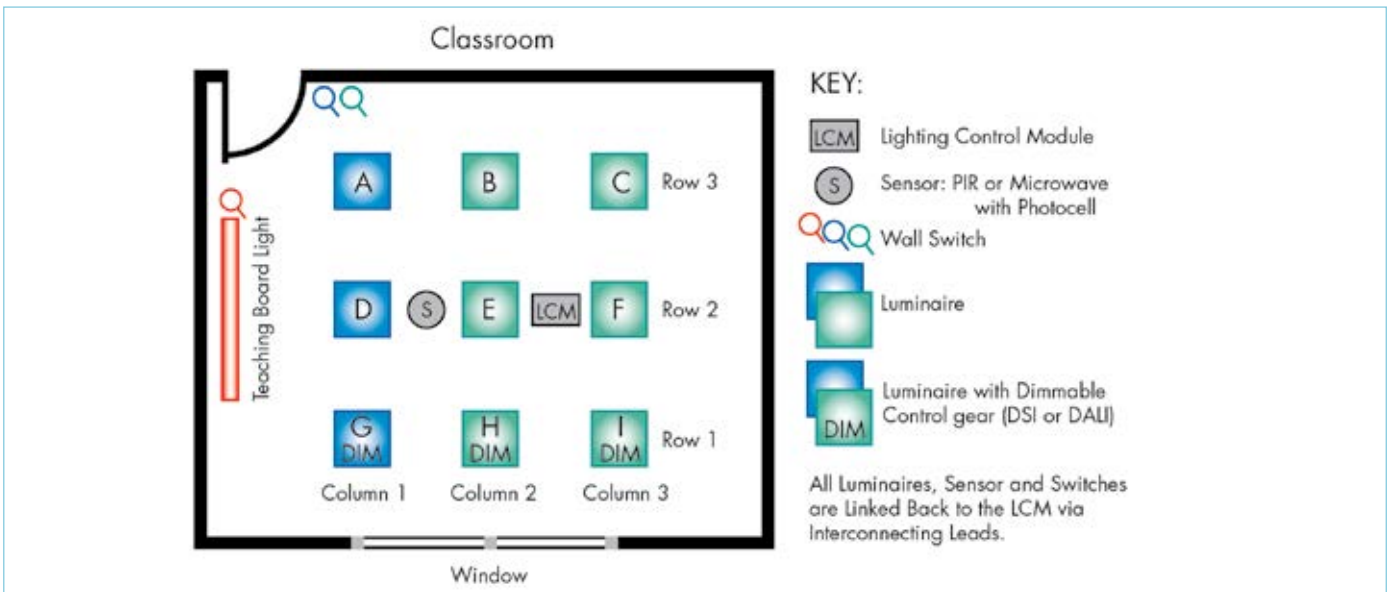 Classroom
KEY:
LCM Lighting Control Module
S Sensor: PIR or Microwave
with Photocell
Wall Switch
Luminaire
DIM Luminaire with Dimmable
Control gear (DSI or DALI)
All Luminaires, Sensor and Switches
are Linked Back to the LCM via
Interconnecting Leads.
Teaching Board Light
A B C Row 3
D S E LCM F Row 2
G H I Row 1
DIM DIM DIM
Column 1 Column 2 Column 3
Window